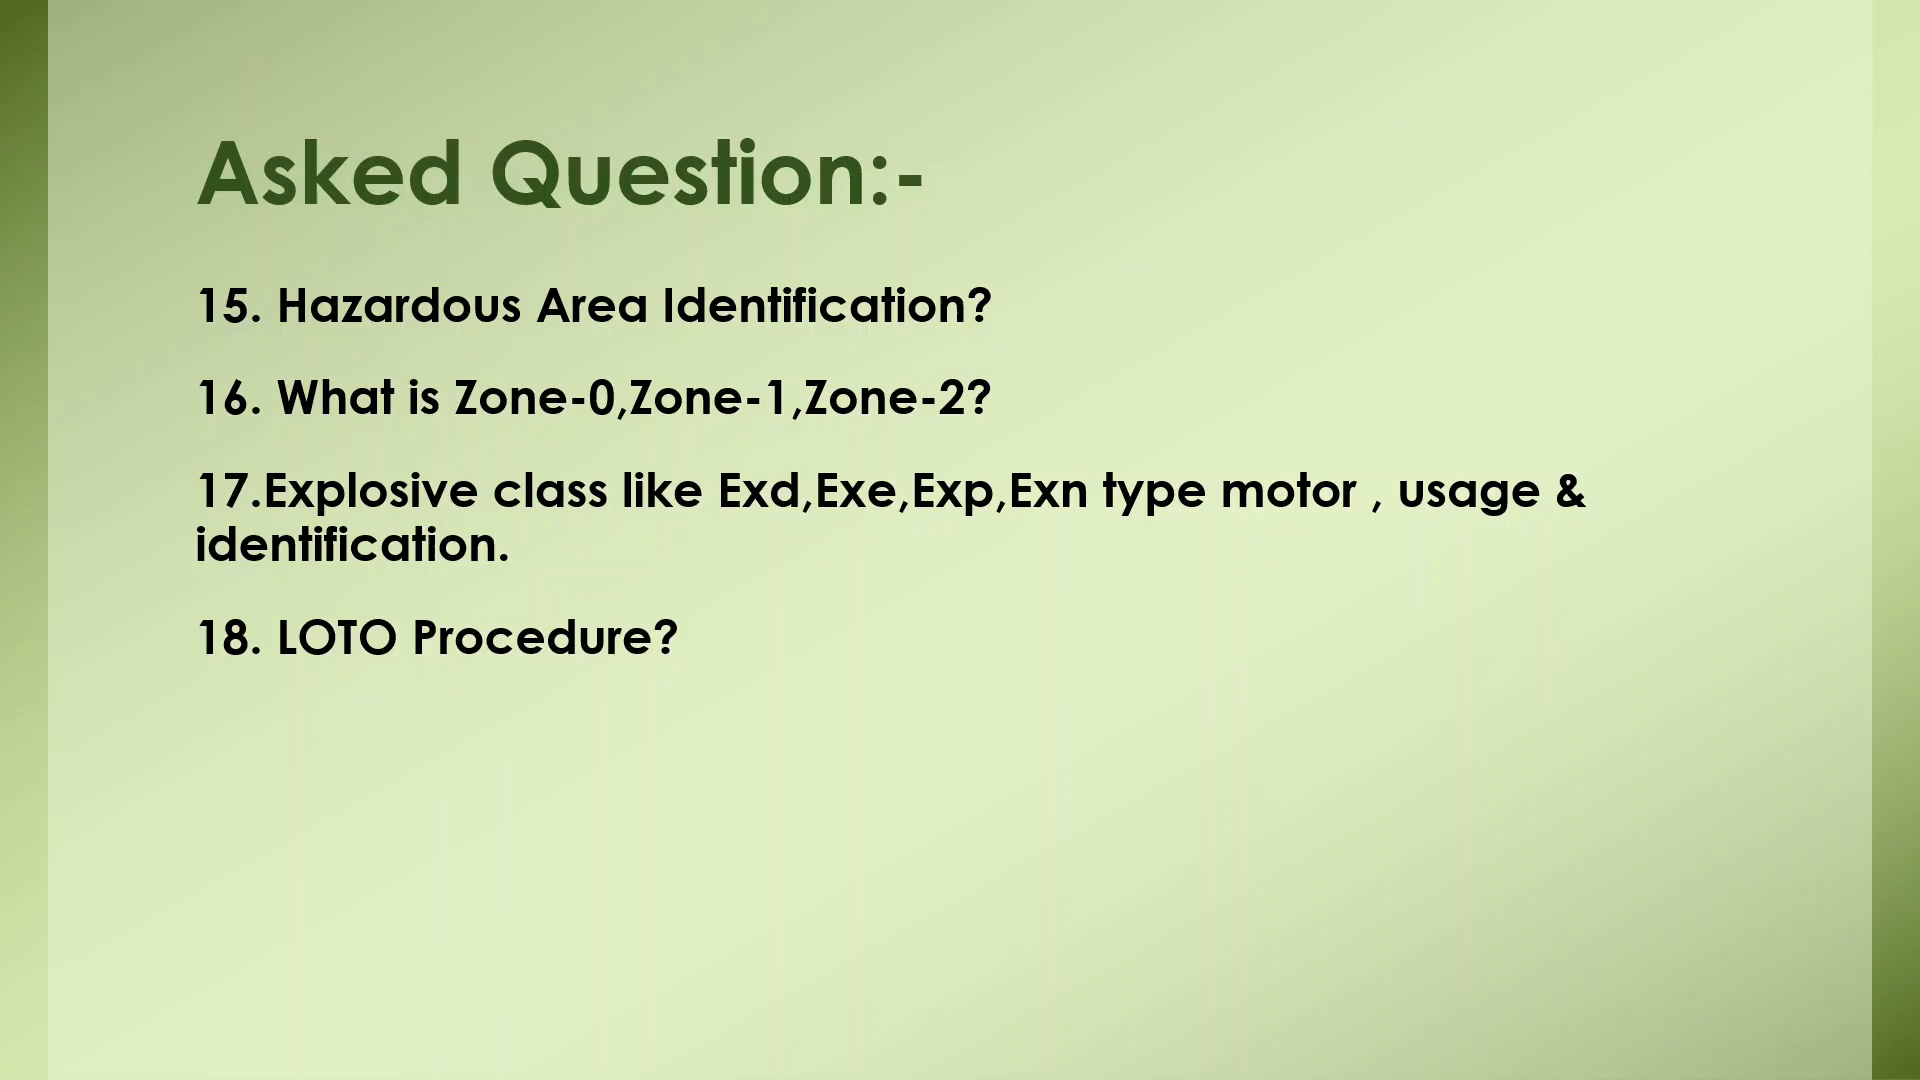 Asked Question:-
15. Hazardous Area Identification?
16. What is Zone-0,Zone-1,Zone-2?
17.Explosive class like Exd,Exe,Exp,Exn type motor , usage &
identification.
18. LOTO Procedure?